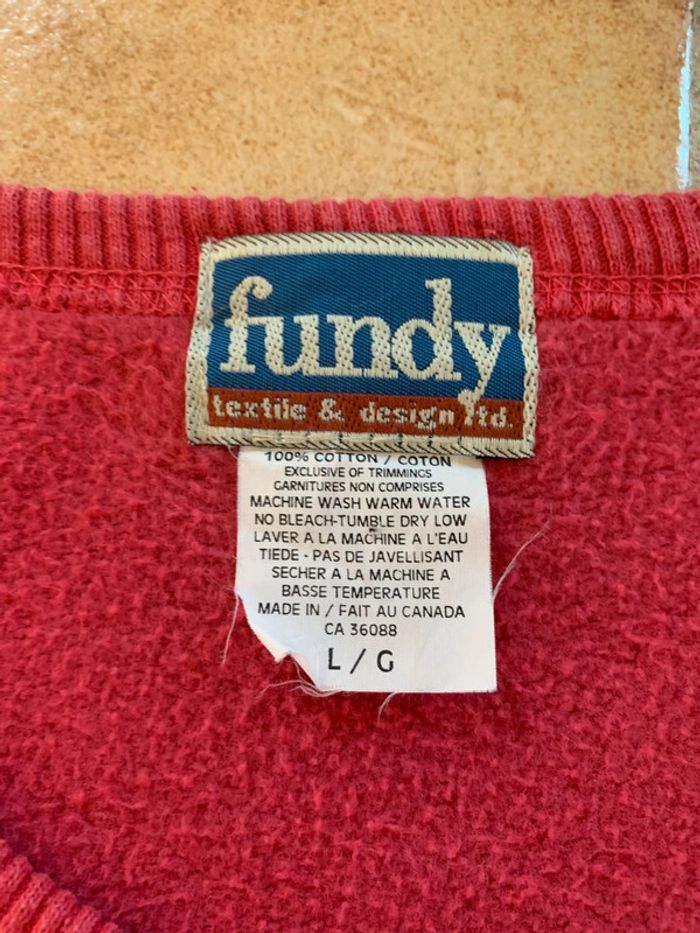 fundy
textile & design ltd.
100% COTTON / COTON
EXCLUSIVE OF TRIMMINGS
GARNITURES NON COMPRISES
MACHINE WASH WARM WATER
NO BLEACH-TUMBLE DRY LOW
LAVER A LA MACHINE A L'EAU
TIEDE - PAS DE JAVELLISANT
SECHER A LA MACHINE A
BASSE TEMPERATURE
MADE IN / FAIT AU CANADA
CA 36088
L / G